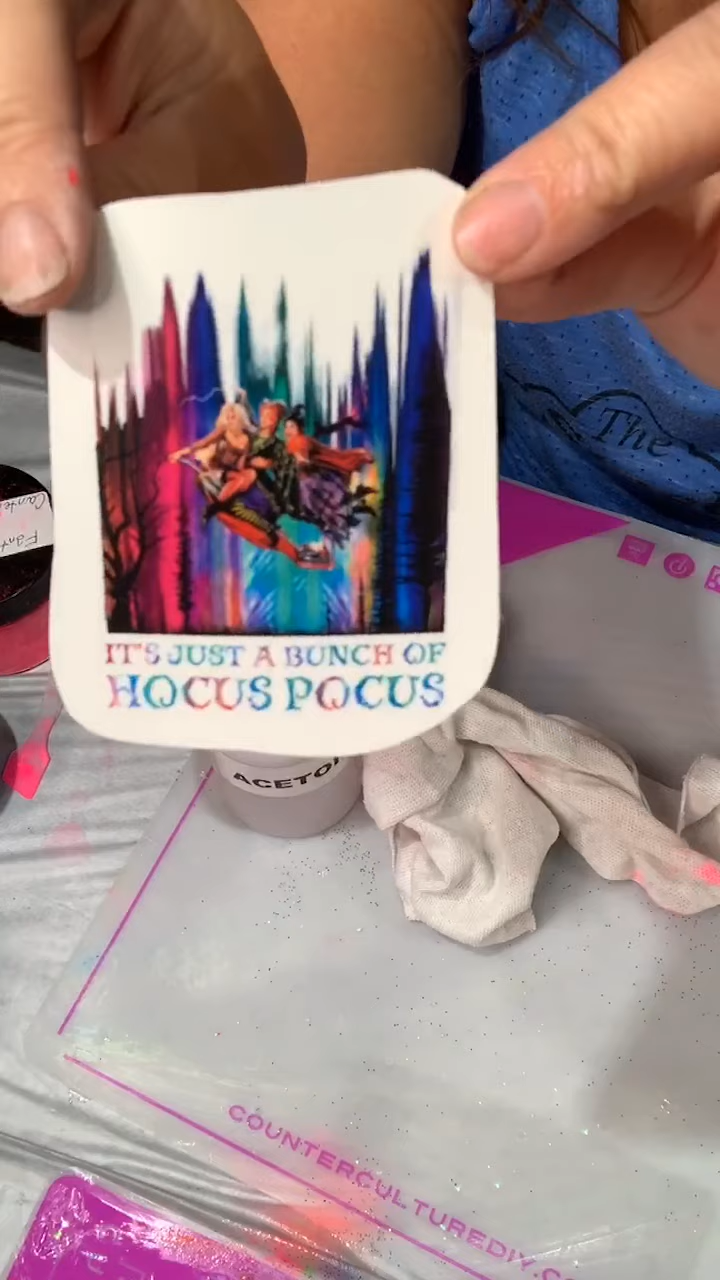 The
IT'S JUST A BUNCH OF
HOCUS POCUS
ACETO
COUNTERCULTUREDIY.C